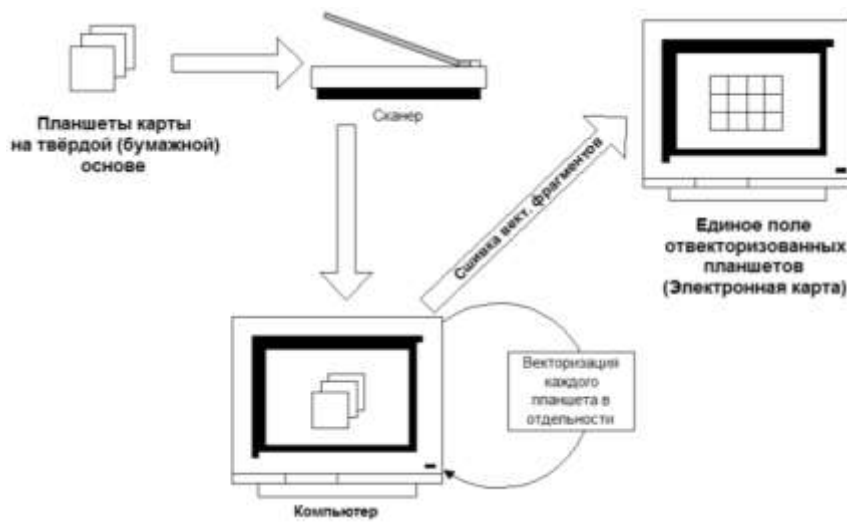 Планшеты карты
на твёрдой (бумажной)
основе
Сканер
Сшивка вект. фрагментов
Единое поле
отвекторизованных
планшетов
(Электронная карта)
Векторизация
каждого
планшета в
отдельности
Компьютер